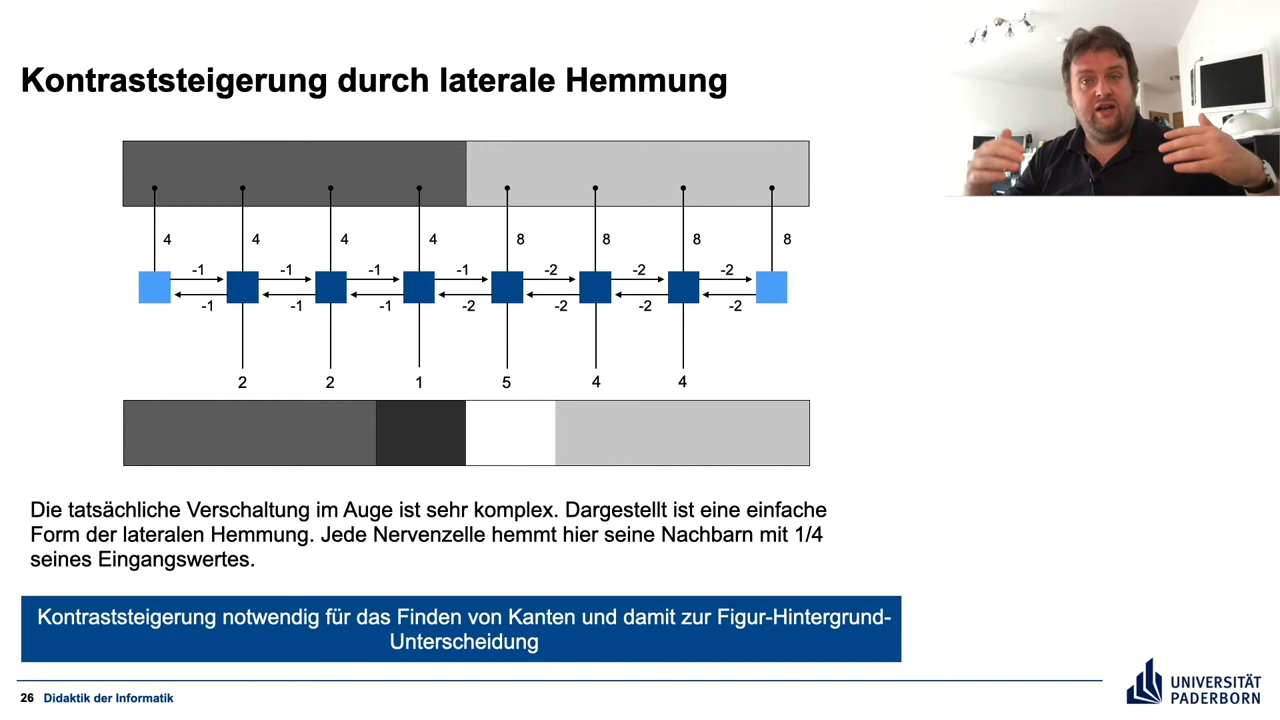 Kontraststeigerung durch laterale Hemmung
4 4 4 4 8 8 8 8
-1 -1 -1 -1 -2 -2 -2
-1 -1 -1 -2 -2 -2 -2
2 2 1 5 4 4
Die tatsächliche Verschaltung im Auge ist sehr komplex. Dargestellt ist eine einfache
Form der lateralen Hemmung. Jede Nervenzelle hemmt hier seine Nachbarn mit 1/4
seines Eingangswertes.
Kontraststeigerung notwendig für das Finden von Kanten und damit zur Figur-Hintergrund-
Unterscheidung
26 Didaktik der Informatik
UNIVERSITÄT
PADERBORN